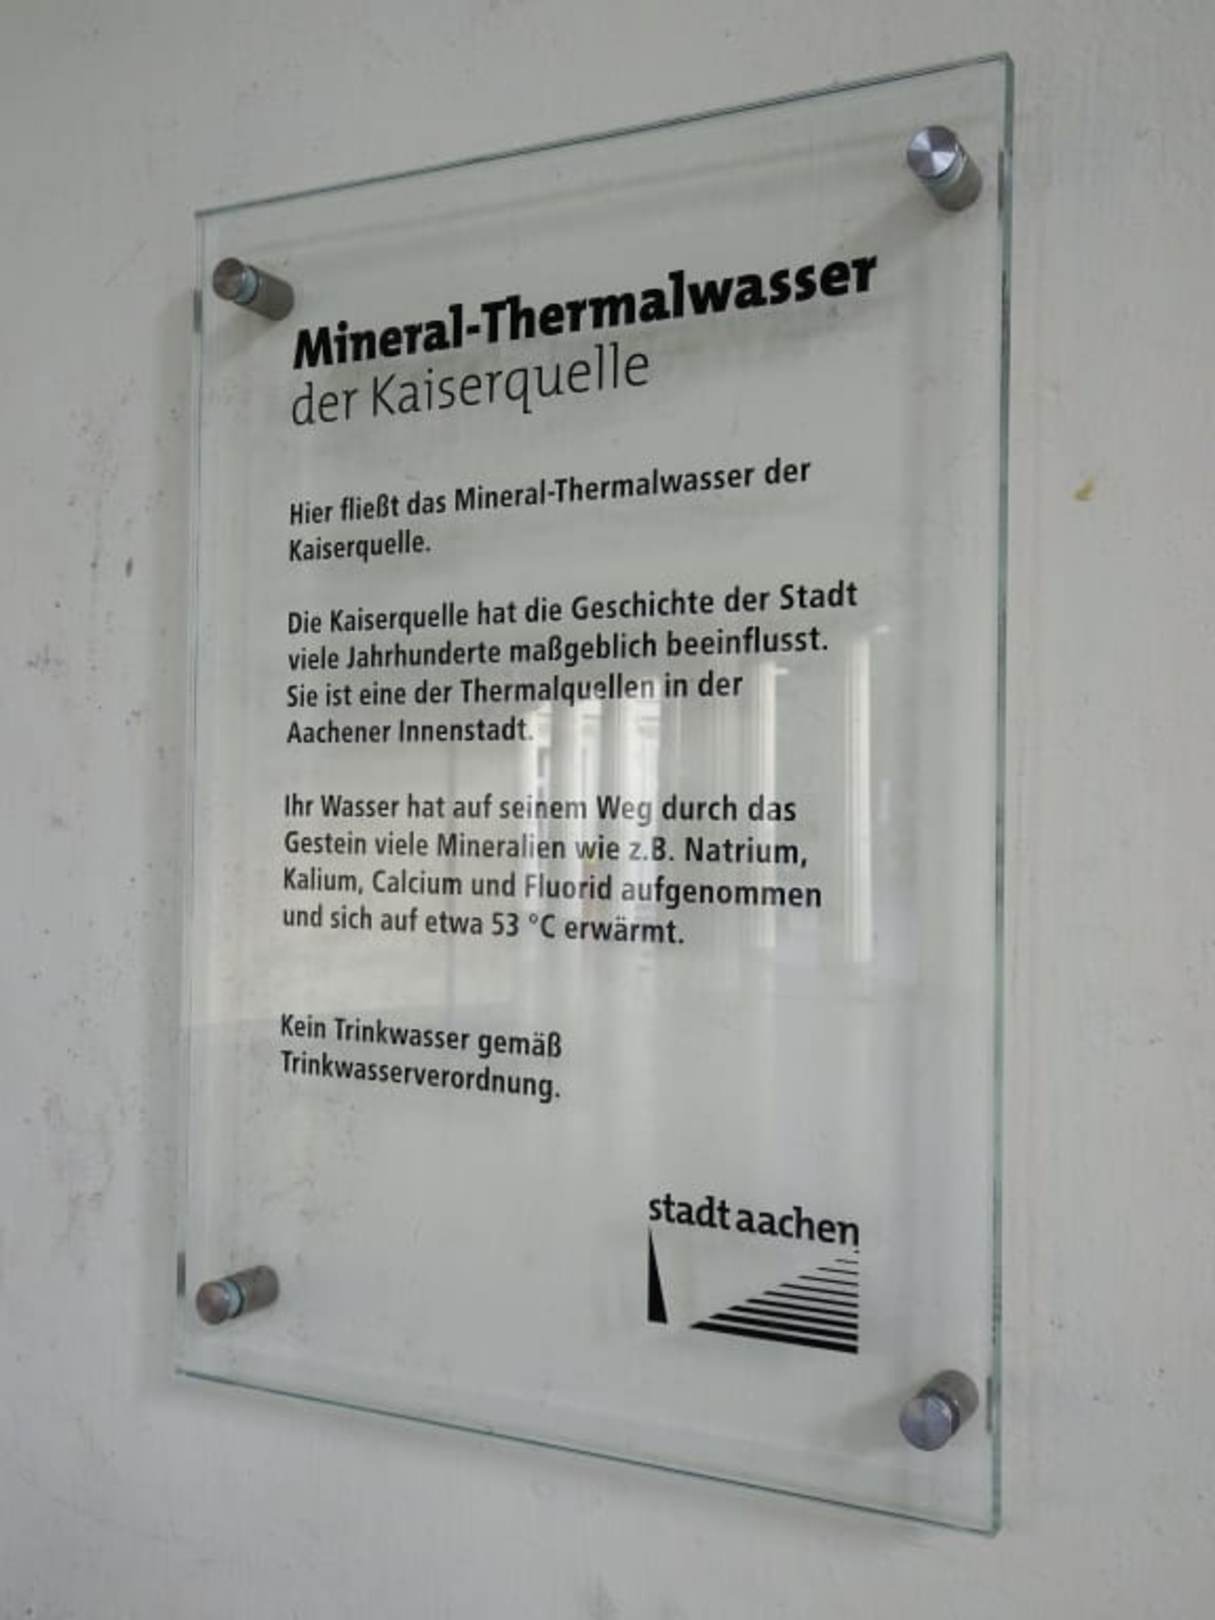 Mineral-Thermalwasser
der Kaiserquelle
Hier fließt das Mineral-Thermalwasser der
Kaiserquelle.
Die Kaiserquelle hat die Geschichte der Stadt
viele Jahrhunderte maßgeblich beeinflusst.
Sie ist eine der Thermalquellen in der
Aachener Innenstadt.
Ihr Wasser hat auf seinem Weg durch das
Gestein viele Mineralien wie z.B. Natrium,
Kalium, Calcium und Fluorid aufgenommen
und sich auf etwa 53 °C erwärmt.
Kein Trinkwasser gemäß
Trinkwasserverordnung.
stadt aachen